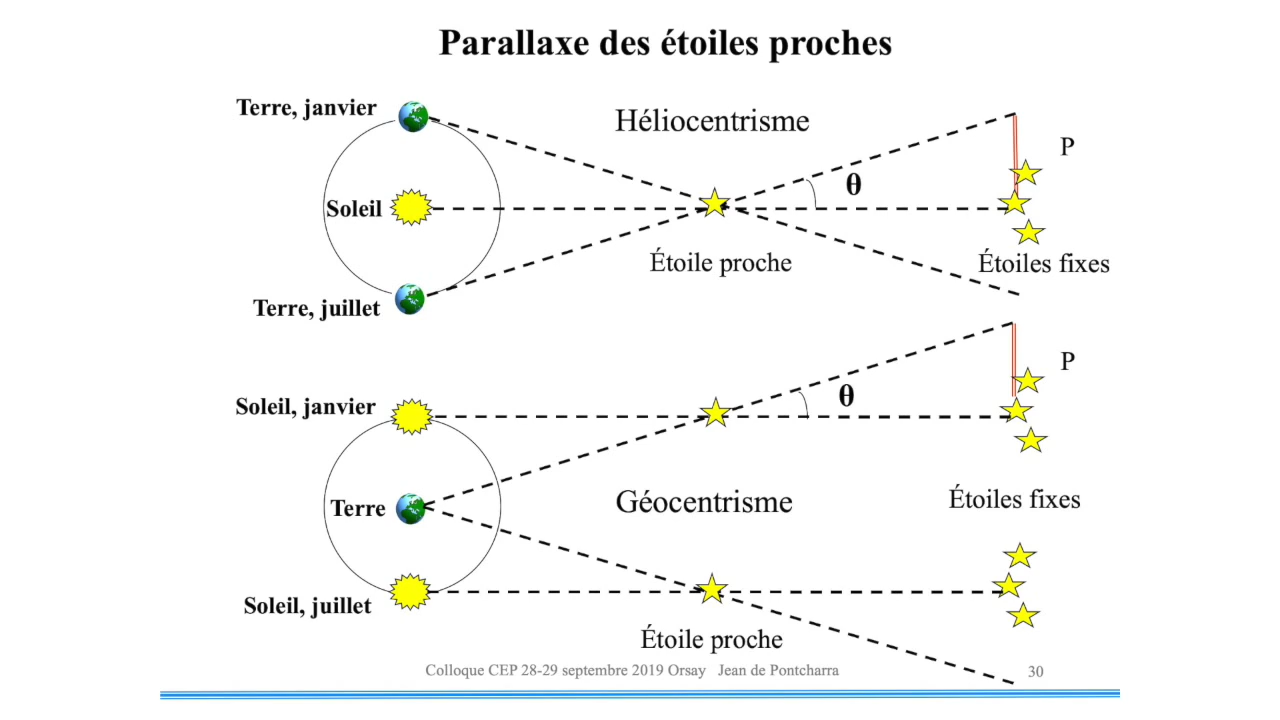 Parallaxe des étoiles proches
Terre, janvier
Héliocentrisme
P
θ
Soleil
Étoile proche
Étoiles fixes
Terre, juillet
P
θ
Soleil, janvier
Terre
Géocentrisme
Étoiles fixes
Soleil, juillet
Étoile proche
Colloque CEP 28-29 septembre 2019 Orsay Jean de Pontcharra
30